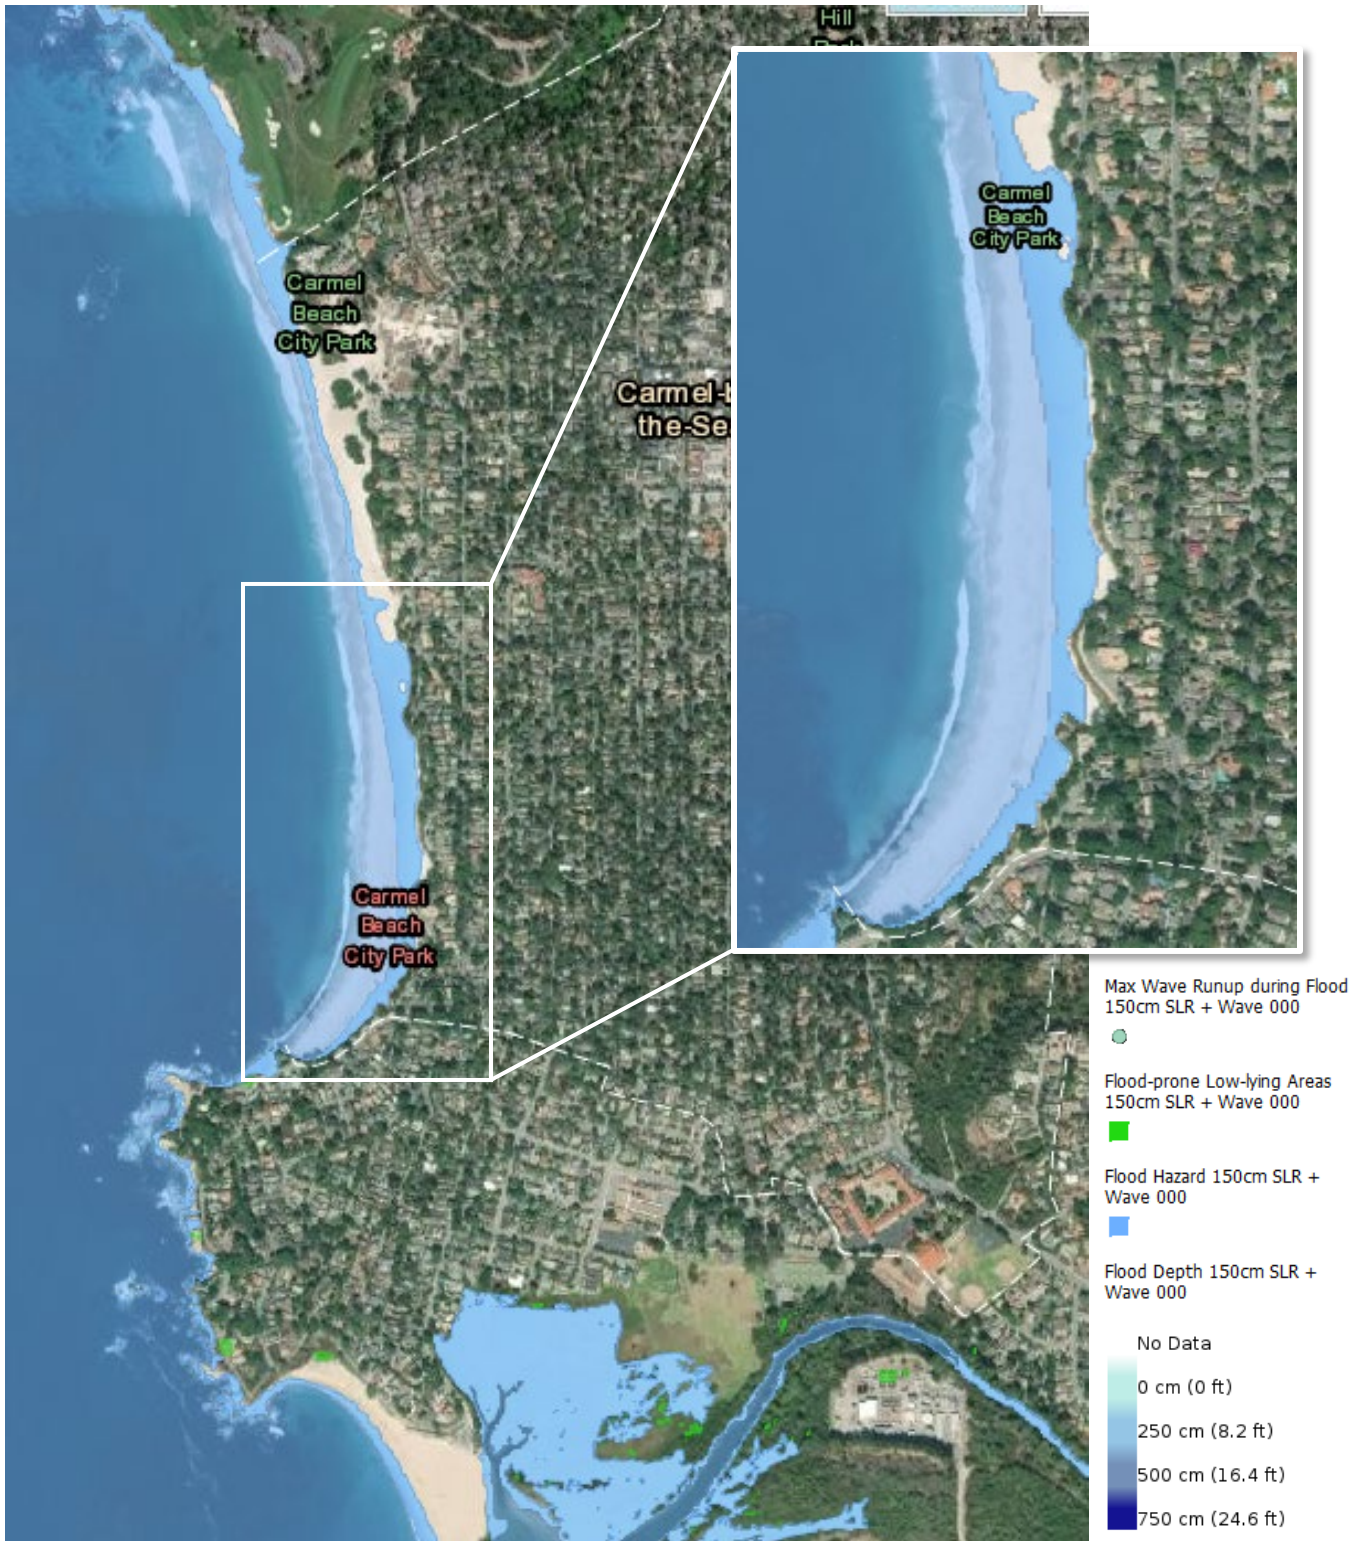 Hill
Carmel
Beach
City Park
Carmel
Beach
City Park
Carmel-b
the-Se
Carmel
Beach
City Park
Max Wave Runup during Flood
150cm SLR + Wave 000
Flood-prone Low-lying Areas
150cm SLR + Wave 000
Flood Hazard 150cm SLR +
Wave 000
Flood Depth 150cm SLR +
Wave 000
No Data
0 cm (0 ft)
250 cm (8.2 ft)
500 cm (16.4 ft)
750 cm (24.6 ft)